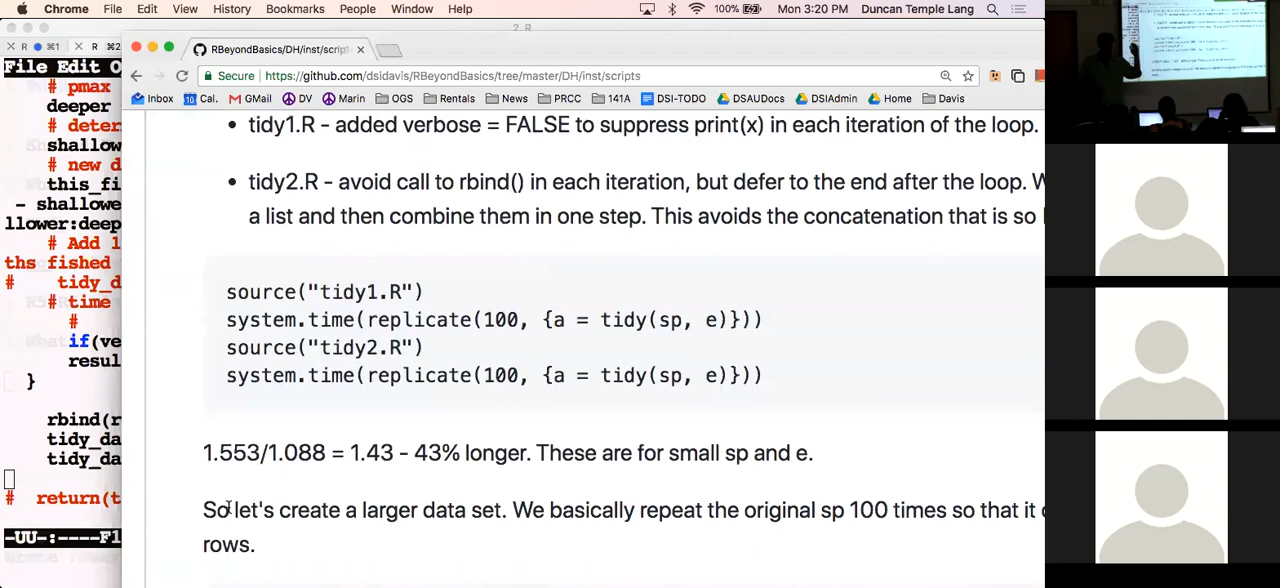 Chrome File Edit View History Bookmarks People Window Help 100% Mon 3:20 PM Duncan Temple Lang
2.R
R ⌘1 R ⌘2
RBeyondBasics/DH/inst/script
Secure https://github.com/dsidavis/RBeyondBasics/tree/master/DH/inst/scripts
Inbox Cal. GMail DV Marin OGS Rentals News PRCC 141A DSI-TODO DSAUDocs DSIAdmin Home Davis
File Edit O
# pmax
deeper
# deter
shallow
# new d
this_fi
- shallowe
llower:deep
# Add l
ths fished
# tidy_d
# time
#
if(ve
resul
}
rbind(r
tidy_da
tidy_da
# return(t
-UU-:----F1
• tidy1.R - added verbose = FALSE to suppress print(x) in each iteration of the loop.
• tidy2.R - avoid call to rbind() in each iteration, but defer to the end after the loop. W
a list and then combine them in one step. This avoids the concatenation that is so
source("tidy1.R")
system.time(replicate(100, {a = tidy(sp, e)}))
source("tidy2.R")
system.time(replicate(100, {a = tidy(sp, e)}))
1.553/1.088 = 1.43 - 43% longer. These are for small sp and e.
So let's create a larger data set. We basically repeat the original sp 100 times so that it
rows.